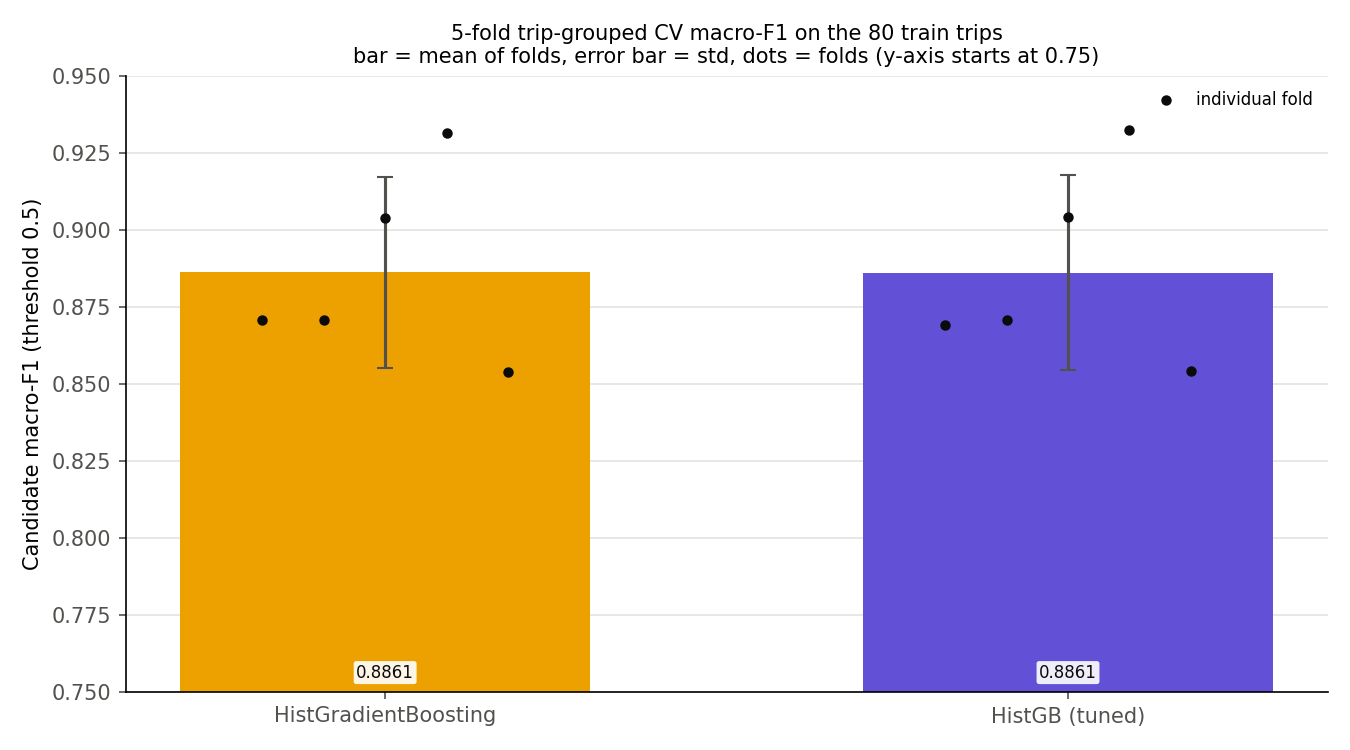 5-fold trip-grouped CV macro-F1 on the 80 train trips
bar = mean of folds, error bar = std, dots = folds (y-axis starts at 0.75)
individual fold
Candidate macro-F1 (threshold 0.5)
0.950
0.925
0.900
0.875
0.850
0.825
0.800
0.775
0.750
0.8861
0.8861
HistGradientBoosting
HistGB (tuned)